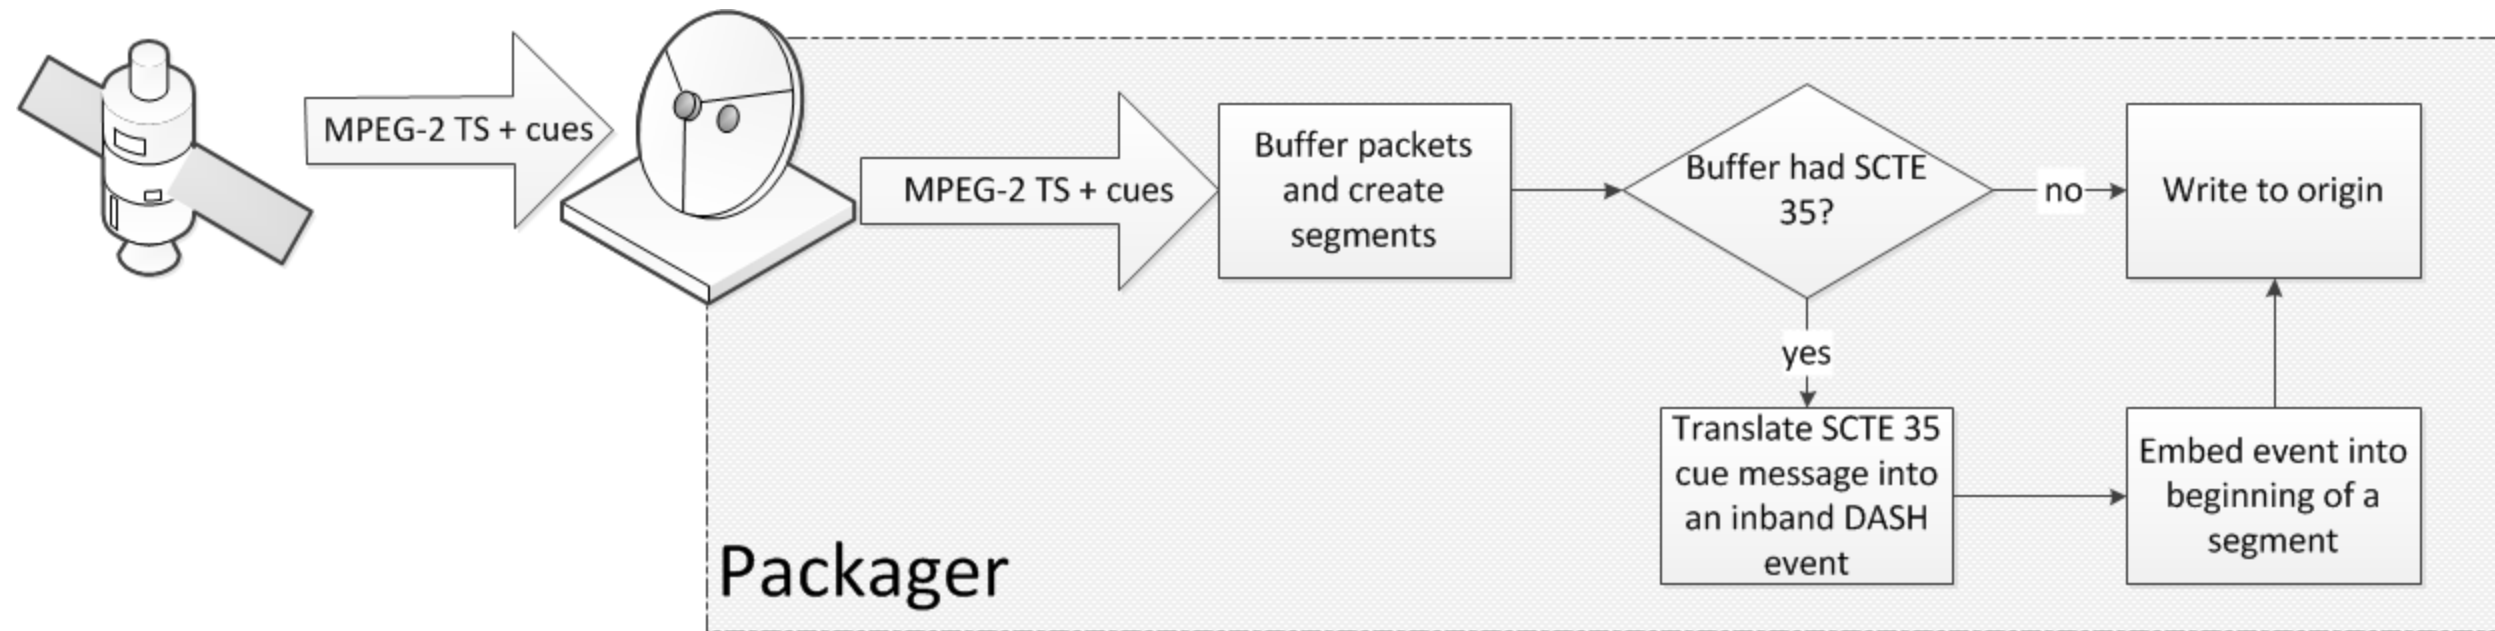 MPEG-2 TS + cues
MPEG-2 TS + cues
Buffer packets
and create
segments
Buffer had SCTE
35?
no
Write to origin
yes
Translate SCTE 35
cue message into
an inband DASH
event
Embed event into
beginning of a
segment
Packager